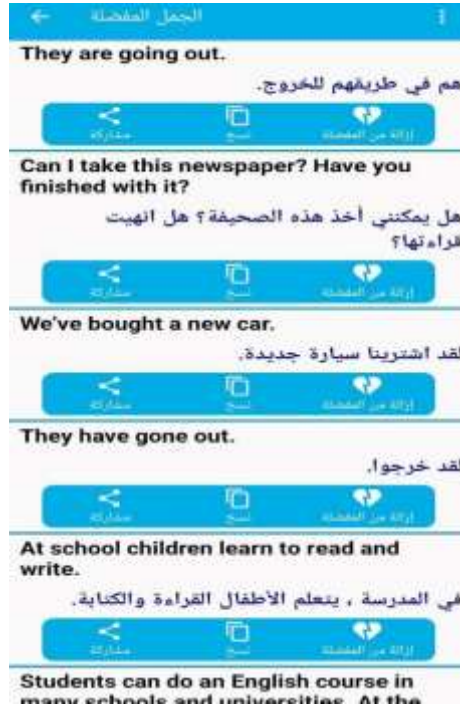 الجمل المفضلة
They are going out.
هم في طريقهم للخروج.
إزالة من المفضلة نسخ مشاركة
Can I take this newspaper? Have you
finished with it?
هل يمكنني أخذ هذه الصحيفة؟ هل انهيت
قراءتها؟
إزالة من المفضلة نسخ مشاركة
We've bought a new car.
لقد اشترينا سيارة جديدة.
إزالة من المفضلة نسخ مشاركة
They have gone out.
لقد خرجوا.
إزالة من المفضلة نسخ مشاركة
At school children learn to read and
write.
في المدرسة ، يتعلم الأطفال القراءة والكتابة.
إزالة من المفضلة نسخ مشاركة
Students can do an English course in
many schools and universities. At the